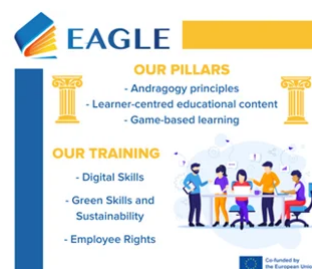 EAGLE
OUR PILLARS
- Andragogy principles
- Learner-centred educational content
- Game-based learning
OUR TRAINING
- Digital Skills
- Green Skills and
Sustainability
- Employee Rights
Co-funded by
the European Union